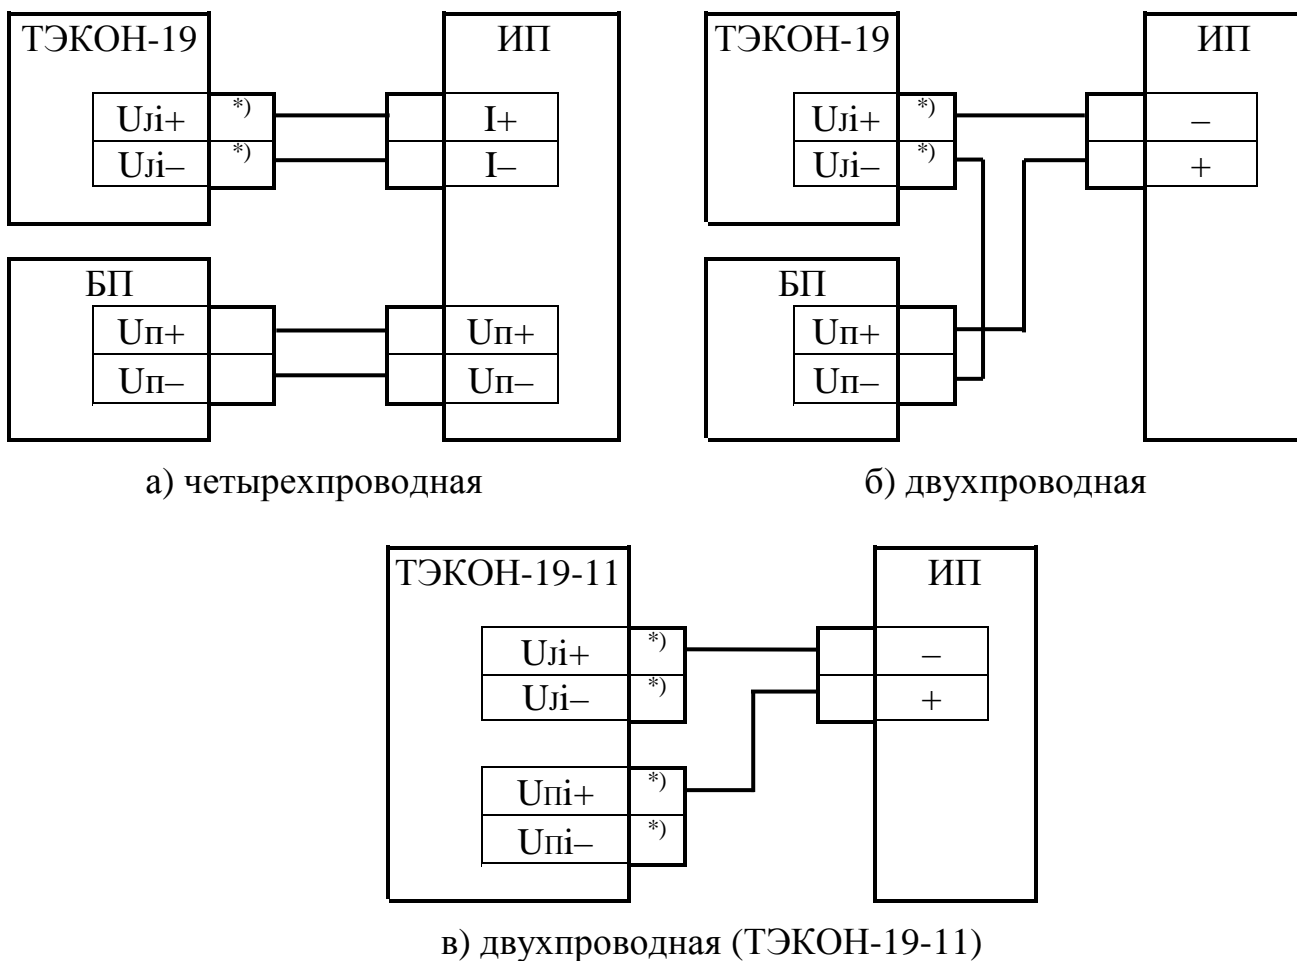 ТЭКОН-19
ИП
UJi+
*)
I+
UJi–
*)
I–
БП
Uп+
Uп+
Uп–
Uп–
а) четырехпроводная
ТЭКОН-19
ИП
UJi+
*)
–
UJi–
*)
+
БП
Uп+
Uп–
б) двухпроводная
ТЭКОН-19-11
ИП
UJi+
*)
–
UJi–
*)
+
Uпi+
*)
Uпi–
*)
в) двухпроводная (ТЭКОН-19-11)